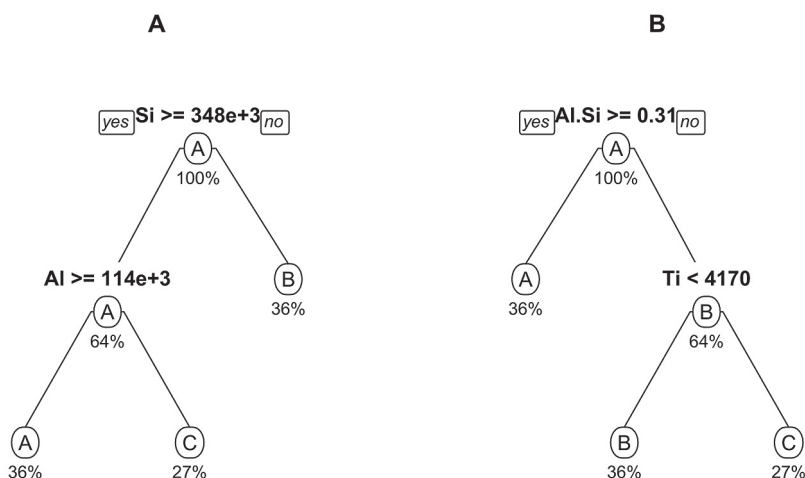 A
B
yes Si >= 348e+3 no
A
100%
Al >= 114e+3
A
64%
B
36%
A
36%
C
27%
yes Al.Si >= 0.31 no
A
100%
A
36%
Ti < 4170
B
64%
B
36%
C
27%